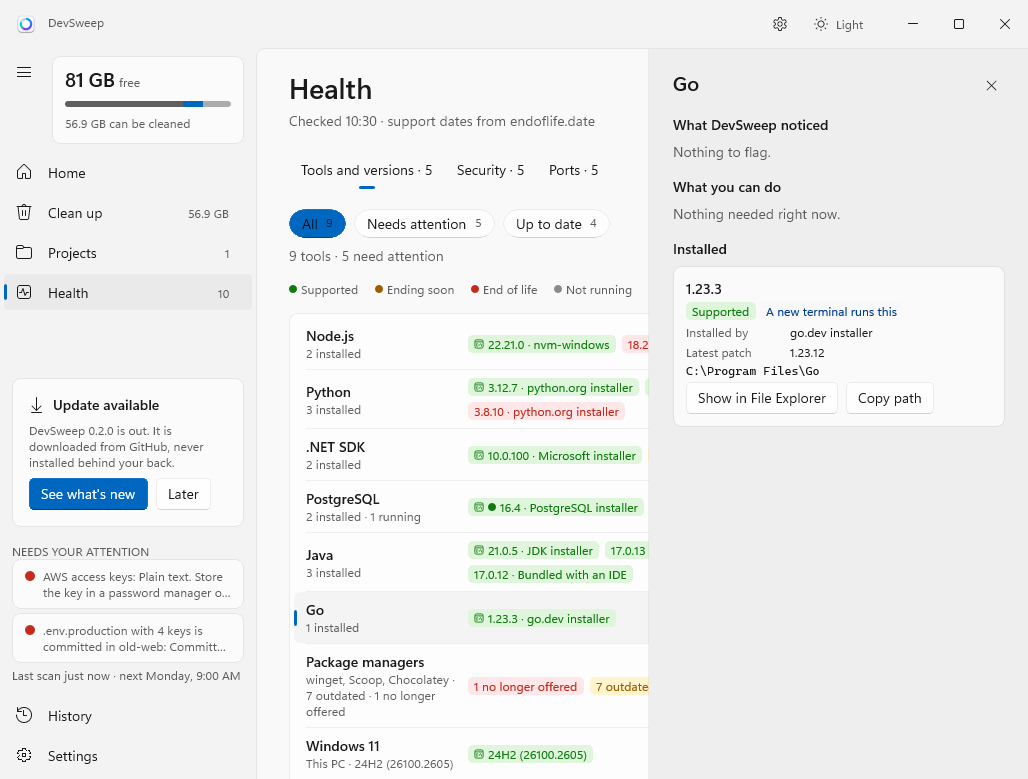 DevSweep
Light
81 GB free
56.9 GB can be cleaned
Home
Clean up 56.9 GB
Projects 1
Health 10
Update available
DevSweep 0.2.0 is out. It is
downloaded from GitHub, never
installed behind your back.
See what's new Later
NEEDS YOUR ATTENTION
AWS access keys: Plain text. Store
the key in a password manager o...
.env.production with 4 keys is
committed in old-web: Committ...
Last scan just now · next Monday, 9:00 AM
History
Settings
Health
Checked 10:30 · support dates from endoflife.date
Tools and versions · 5 Security · 5 Ports · 5
All 9 Needs attention 5 Up to date 4
9 tools · 5 need attention
Supported Ending soon End of life Not running
Node.js
2 installed
22.21.0 · nvm-windows 18.2
Python
3 installed
3.12.7 · python.org installer
3.8.10 · python.org installer
.NET SDK
2 installed
10.0.100 · Microsoft installer
PostgreSQL
2 installed · 1 running
16.4 · PostgreSQL installer
Java
3 installed
21.0.5 · JDK installer 17.0.13
17.0.12 · Bundled with an IDE
Go
1 installed
1.23.3 · go.dev installer
Package managers
winget, Scoop, Chocolatey ·
7 outdated · 1 no longer
offered
1 no longer offered 7 outdate
Windows 11
This PC · 24H2 (26100.2605)
24H2 (26100.2605)
Go
What DevSweep noticed
Nothing to flag.
What you can do
Nothing needed right now.
Installed
1.23.3
Supported A new terminal runs this
Installed by go.dev installer
Latest patch 1.23.12
C:\Program Files\Go
Show in File Explorer Copy path